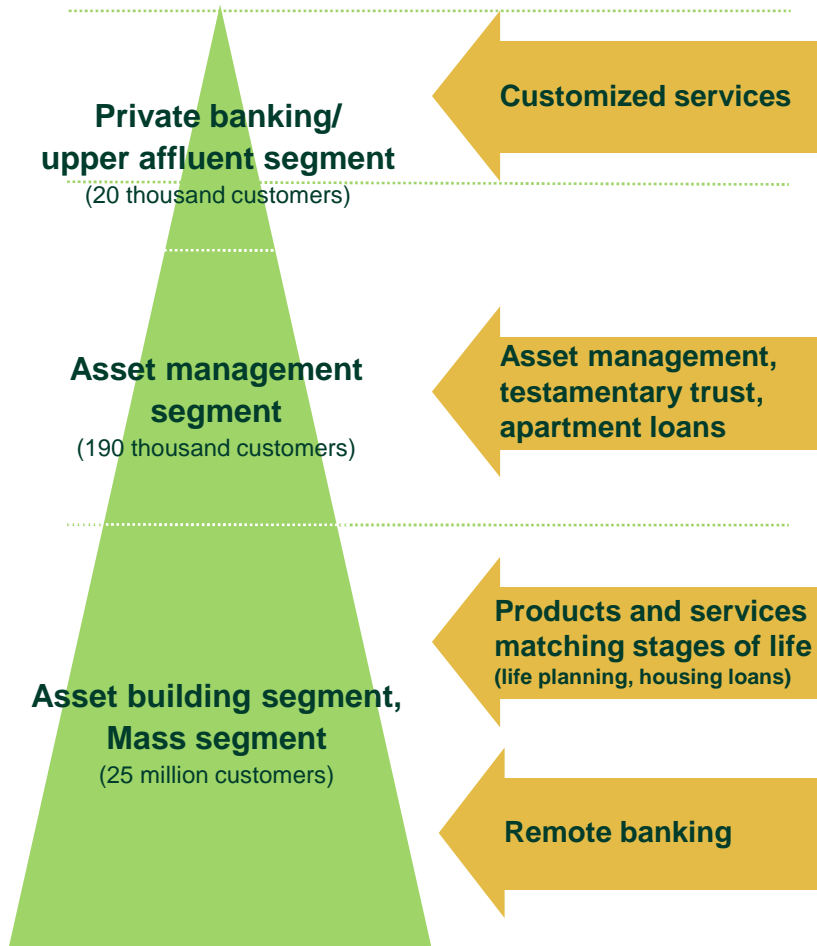 Private banking/
upper affluent segment
(20 thousand customers)
Customized services
Asset management
segment
(190 thousand customers)
Asset management,
testamentary trust,
apartment loans
Asset building segment,
Mass segment
(25 million customers)
Products and services
matching stages of life
(life planning, housing loans)
Remote banking